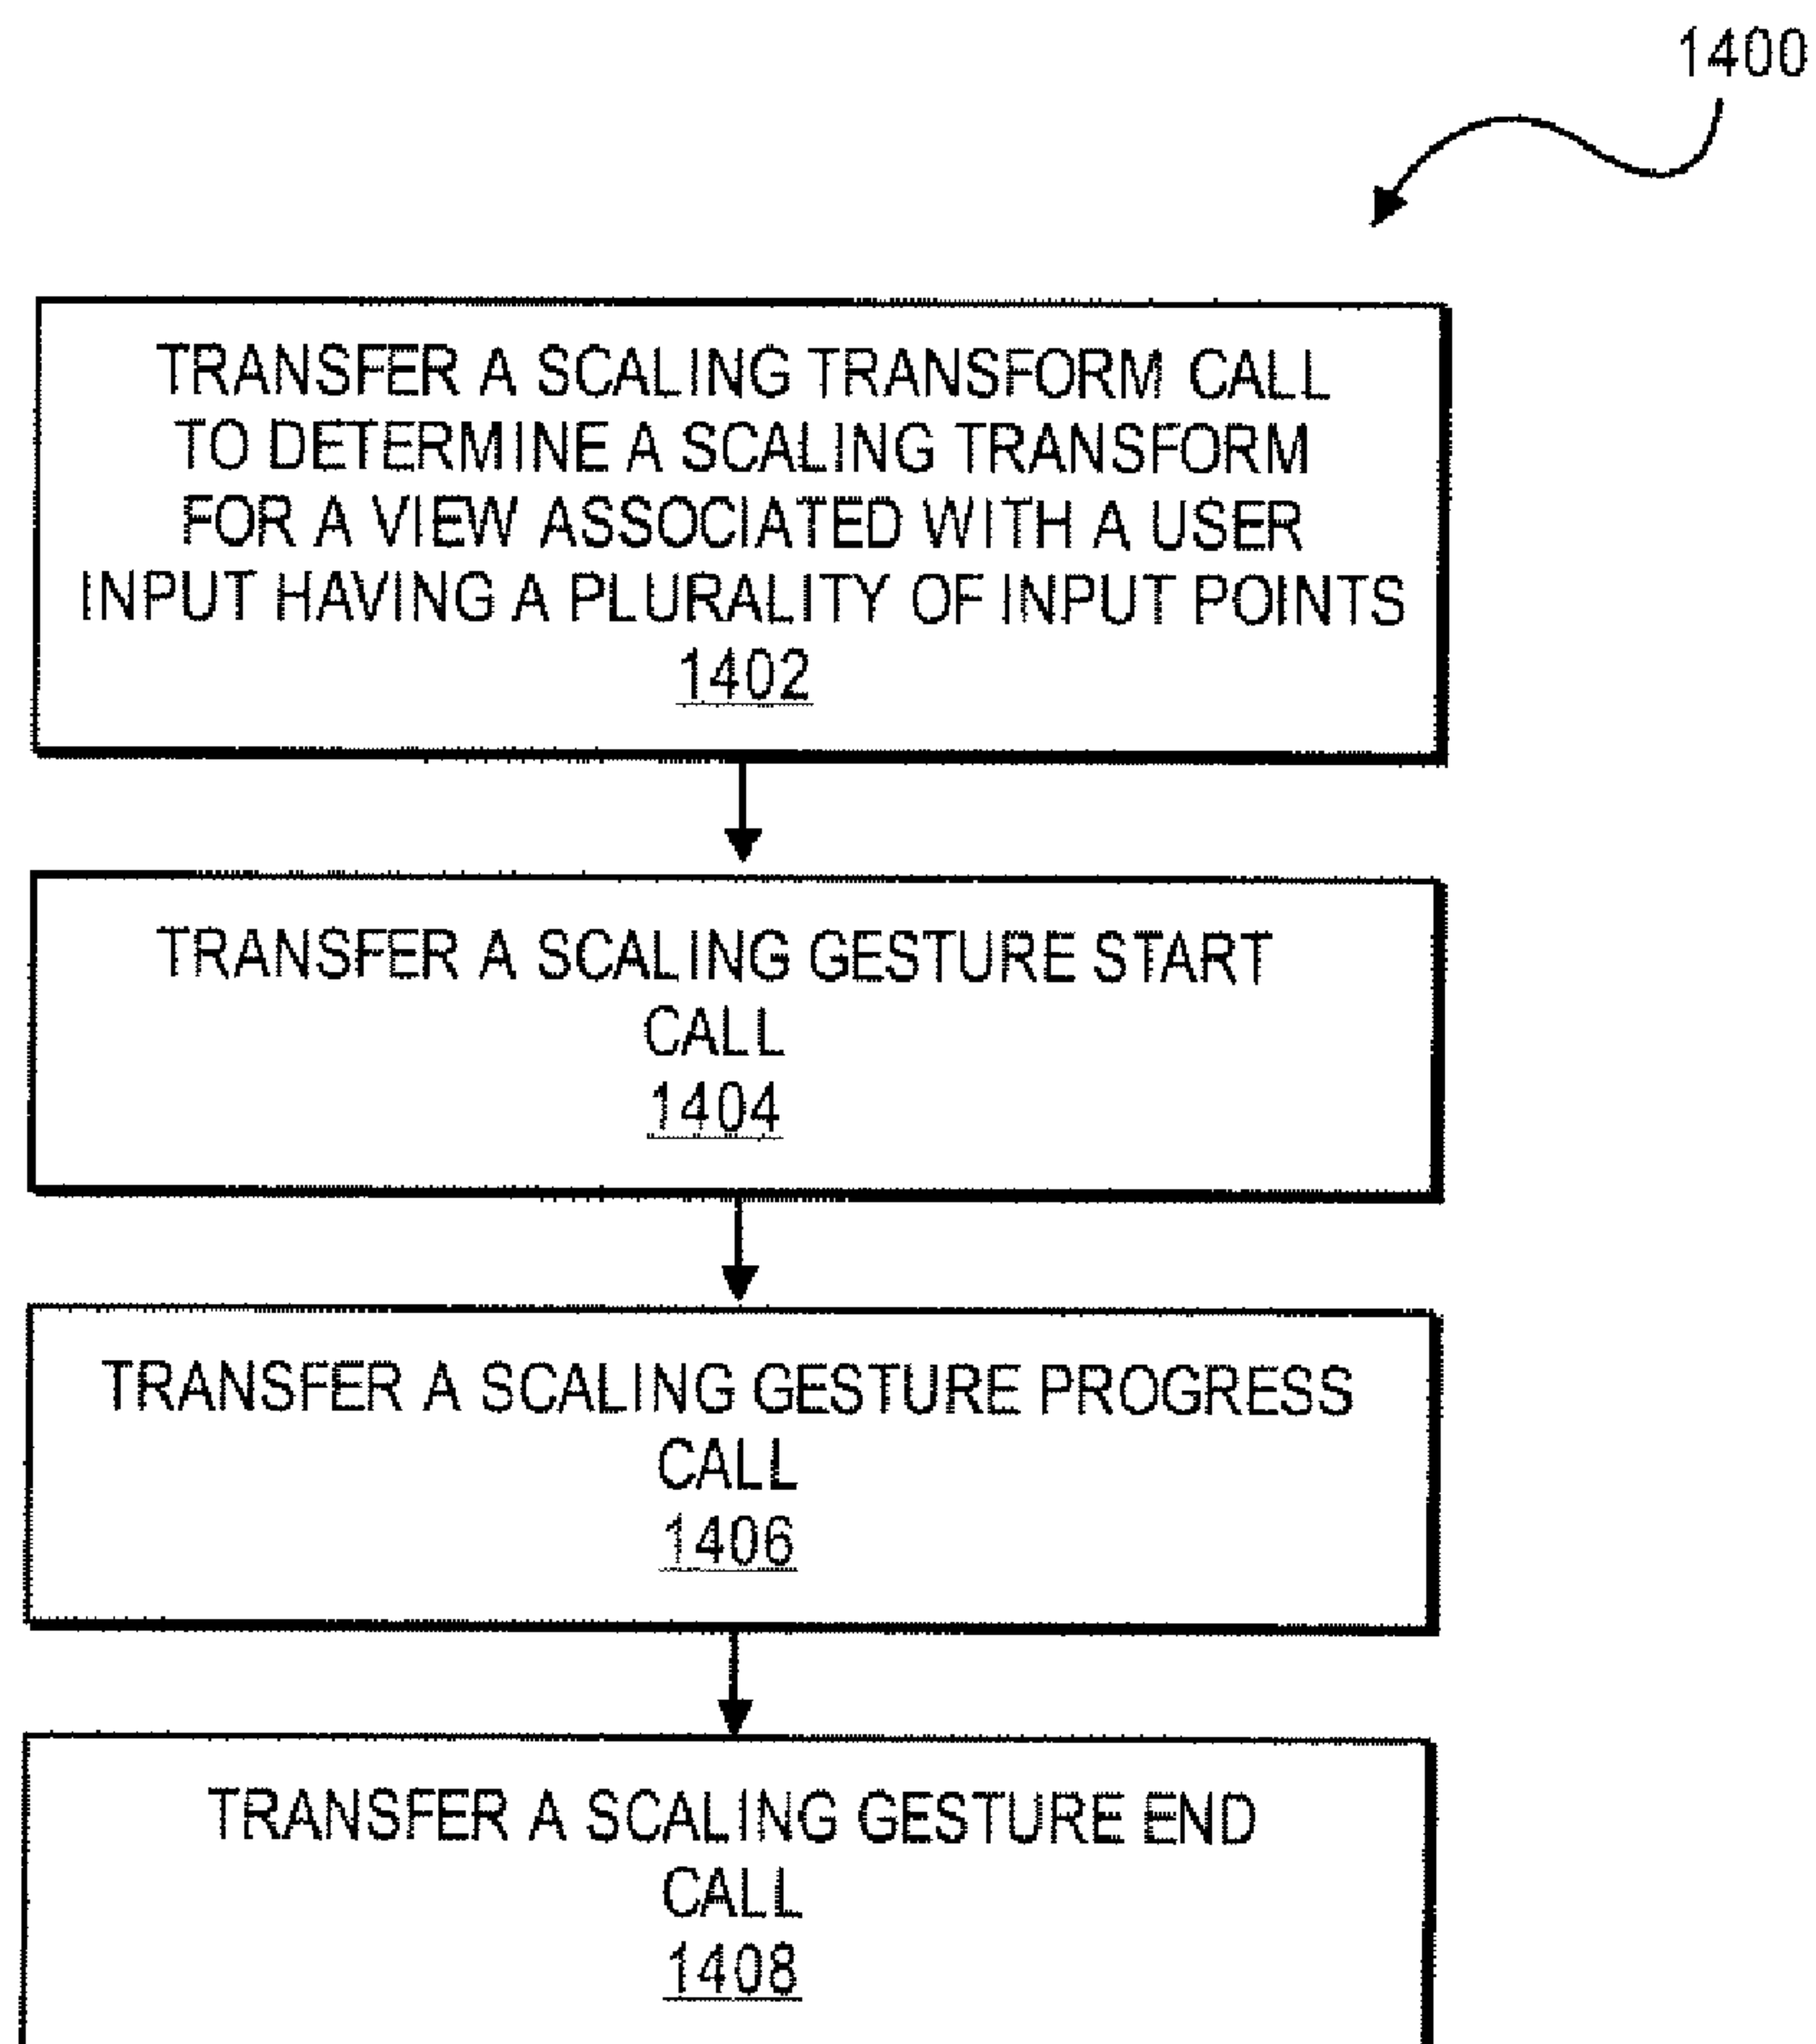 1400
TRANSFER A SCALING TRANSFORM CALL
TO DETERMINE A SCALING TRANSFORM
FOR A VIEW ASSOCIATED WITH A USER
INPUT HAVING A PLURALITY OF INPUT POINTS
1402
TRANSFER A SCALING GESTURE START
CALL
1404
TRANSFER A SCALING GESTURE PROGRESS
CALL
1406
TRANSFER A SCALING GESTURE END
CALL
1408